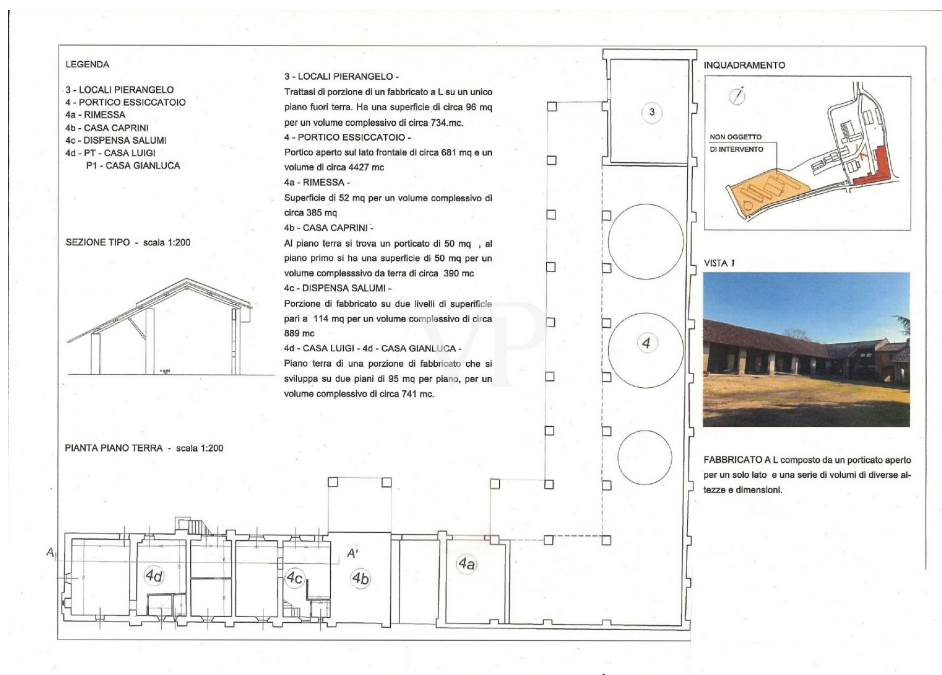 LEGENDA
3 - LOCALI PIERANGELO
4 - PORTICO ESSICCATOIO
4a - RIMESSA
4b - CASA CAPRINI
4c - DISPENSA SALUMI
4d - PT - CASA LUIGI
P1 - CASA GIANLUCA
SEZIONE TIPO - scala 1:200
3 - LOCALI PIERANGELO -
Trattasi di porzione di un fabbricato a L su un unico
piano fuori terra. Ha una superficie di circa 96 mq
per un volume complessivo di circa 734.mc.
4 - PORTICO ESSICCATOIO -
Portico aperto sul lato frontale di circa 681 mq e un
volume di circa 4427 mc
4a - RIMESSA -
Superficie di 52 mq per un volume complessivo di
circa 385 mq
4b - CASA CAPRINI -
Al piano terra si trova un porticato di 50 mq , al
piano primo si ha una superficie di 50 mq per un
volume complesssivo da terra di circa 390 mc
4c - DISPENSA SALUMI -
Porzione di fabbricato su due livelli di superificie
pari a 114 mq per un volume complessivo di circa
889 mc
4d - CASA LUIGI - 4d - CASA GIANLUCA -
Piano terra di una porzione di fabbricato che si
sviluppa su due piani di 95 mq per piano, per un
volume complessivo di circa 741 mc.
VP
PIANTA PIANO TERRA - scala 1:200
3
4
A
4d
4c
A'
4b
4a
INQUADRAMENTO
NON OGGETTO
DI INTERVENTO
1
VISTA 1
FABBRICATO A L composto da un porticato aperto
per un solo lato e una serie di volumi di diverse al-
tezze e dimensioni.